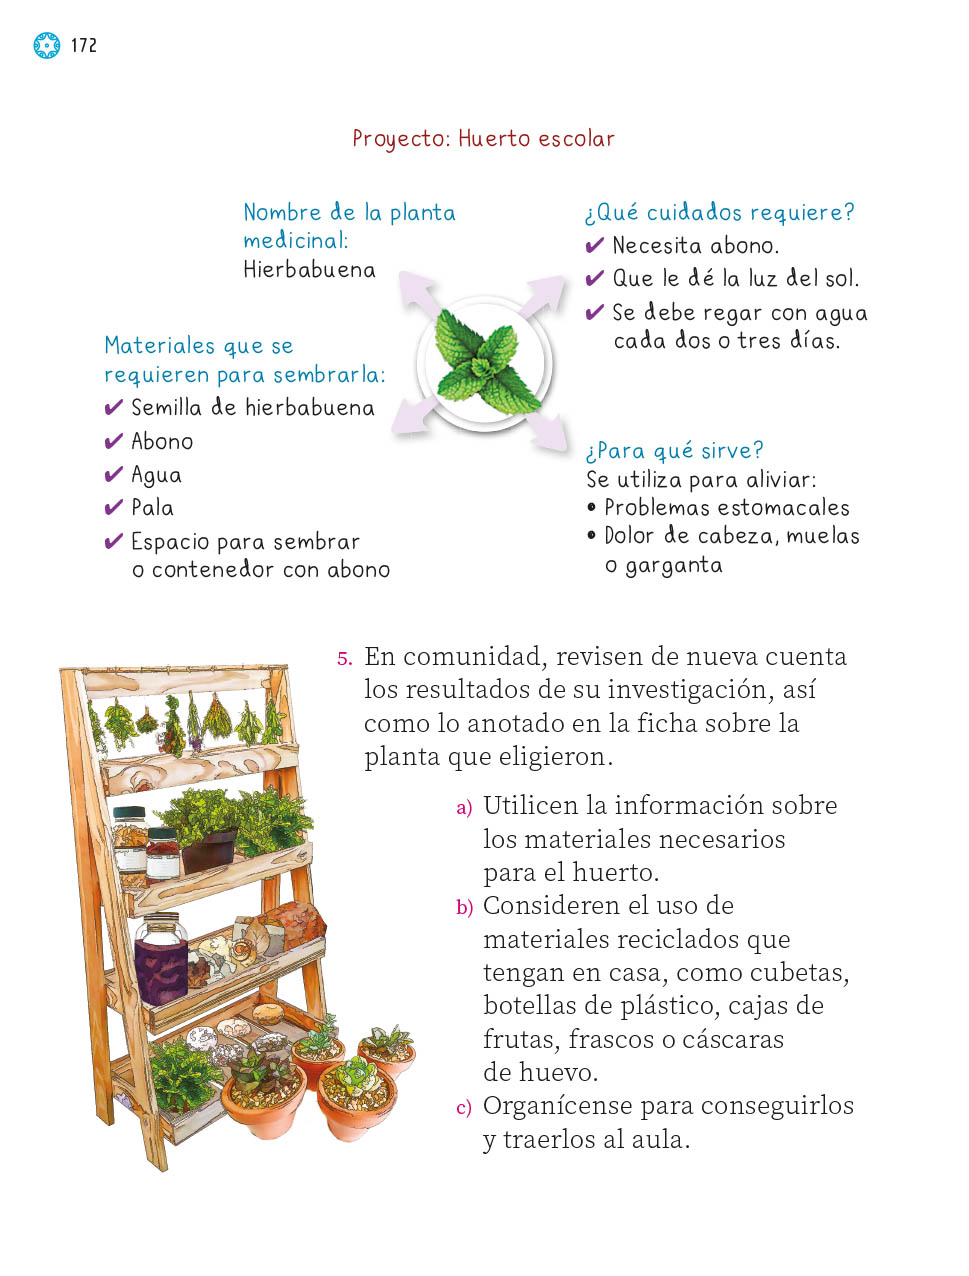 172
Proyecto: Huerto escolar
Nombre de la planta
medicinal:
Hierbabuena
Materiales que se
requieren para sembrarla:
✔ Semilla de hierbabuena
✔ Abono
✔ Agua
✔ Pala
✔ Espacio para sembrar
o contenedor con abono
¿Qué cuidados requiere?
✔ Necesita abono.
✔ Que le dé la luz del sol.
✔ Se debe regar con agua
cada dos o tres días.
¿Para qué sirve?
Se utiliza para aliviar:
• Problemas estomacales
• Dolor de cabeza, muelas
o garganta
5. En comunidad, revisen de nueva cuenta
los resultados de su investigación, así
como lo anotado en la ficha sobre la
planta que eligieron.
a) Utilicen la información sobre
los materiales necesarios
para el huerto.
b) Consideren el uso de
materiales reciclados que
tengan en casa, como cubetas,
botellas de plástico, cajas de
frutas, frascos o cáscaras
de huevo.
c) Organícense para conseguirlos
y traerlos al aula.